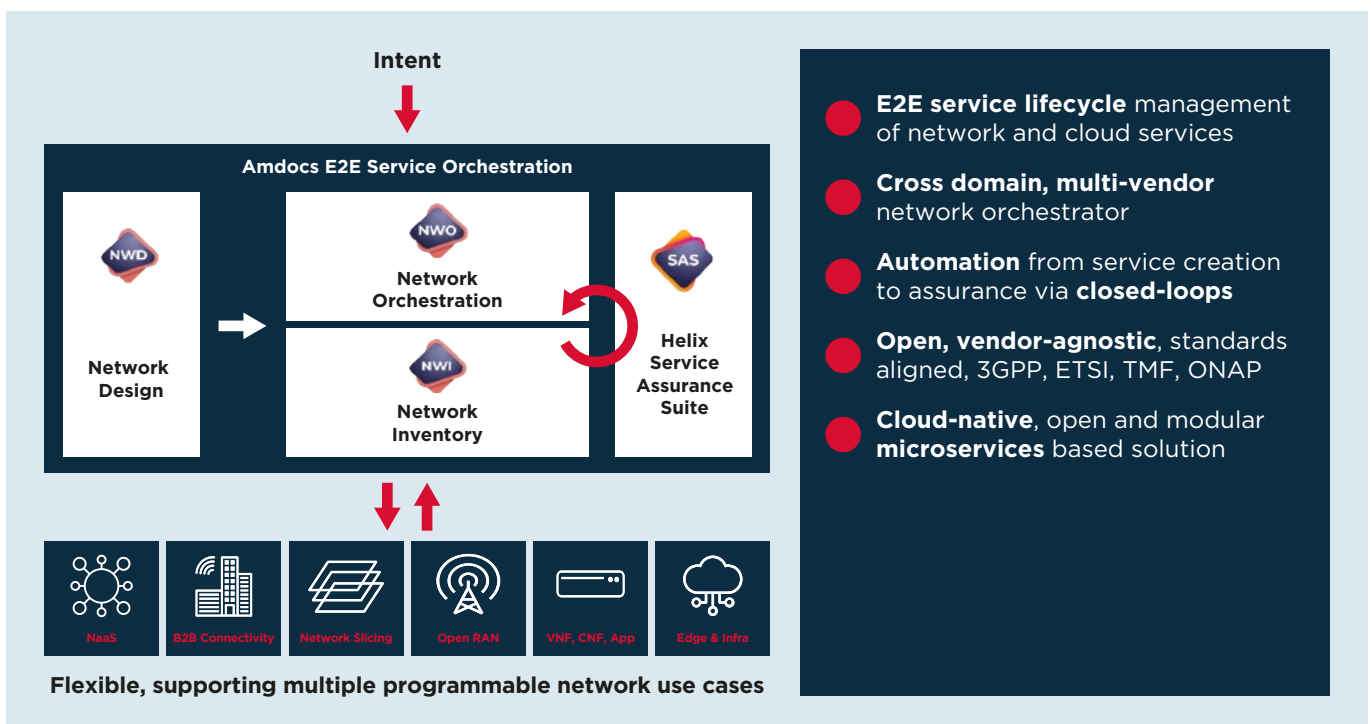 Intent
Amdocs E2E Service Orchestration
NWD
Network
Design
NWO
Network
Orchestration
NWI
Network
Inventory
SAS
Helix
Service
Assurance
Suite
NaaS
B2B Connectivity
Network Slicing
Open RAN
VNF, CNF, App
Edge & Infra
Flexible, supporting multiple programmable network use cases
E2E service lifecycle management
of network and cloud services
Cross domain, multi-vendor
network orchestrator
Automation from service creation
to assurance via closed-loops
Open, vendor-agnostic, standards
aligned, 3GPP, ETSI, TMF, ONAP
Cloud-native, open and modular
microservices based solution